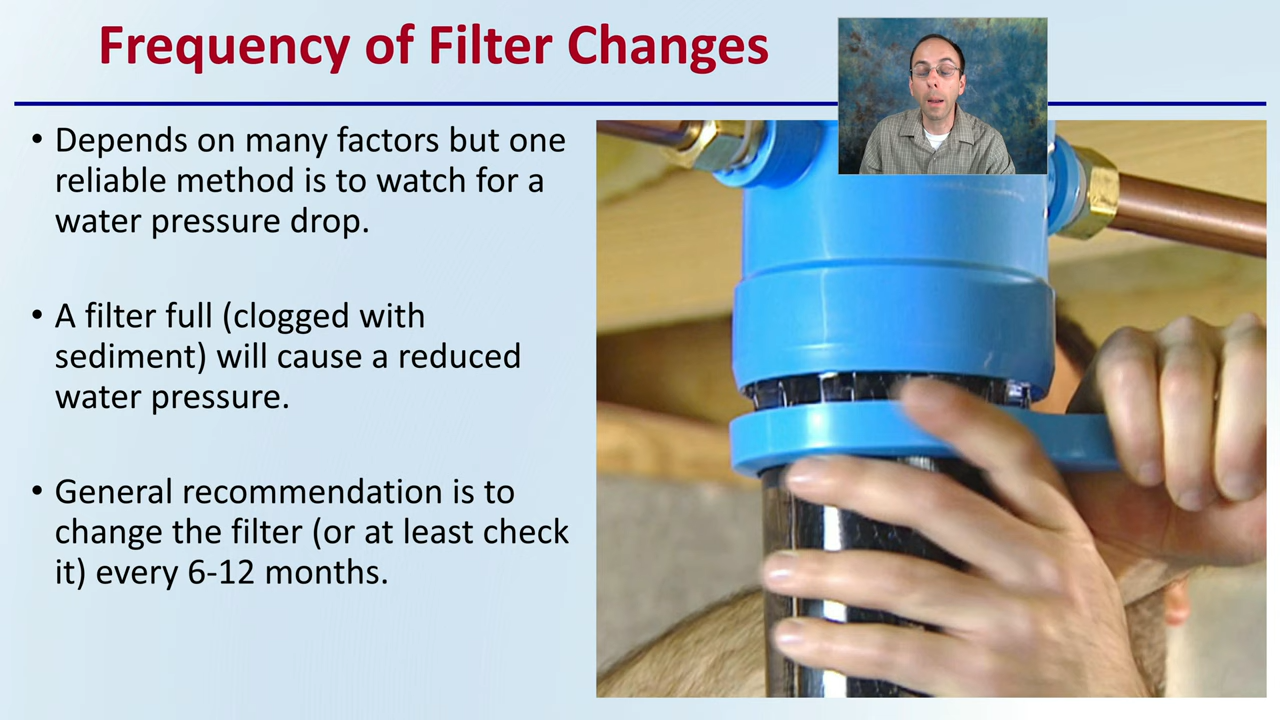 Frequency of Filter Changes
• Depends on many factors but one
reliable method is to watch for a
water pressure drop.
• A filter full (clogged with
sediment) will cause a reduced
water pressure.
• General recommendation is to
change the filter (or at least check
it) every 6-12 months.